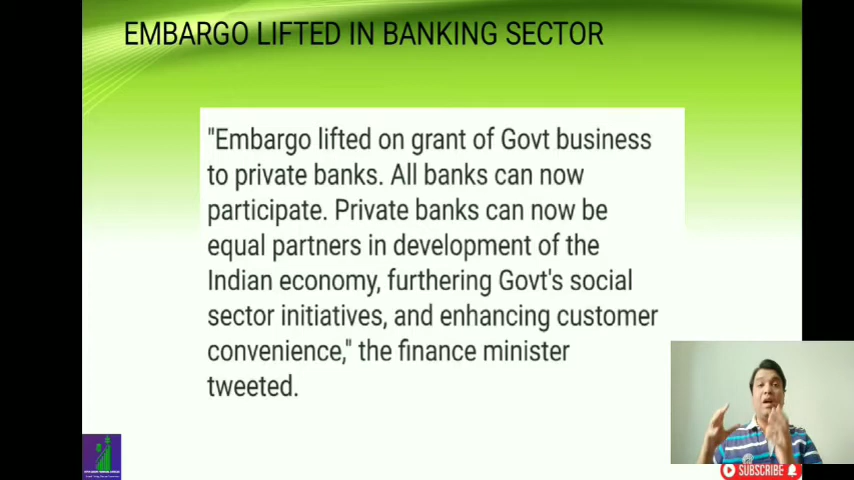 EMBARGO LIFTED IN BANKING SECTOR
"Embargo lifted on grant of Govt business
to private banks. All banks can now
participate. Private banks can now be
equal partners in development of the
Indian economy, furthering Govt's social
sector initiatives, and enhancing customer
convenience," the finance minister
tweeted.
SUBSCRIBE